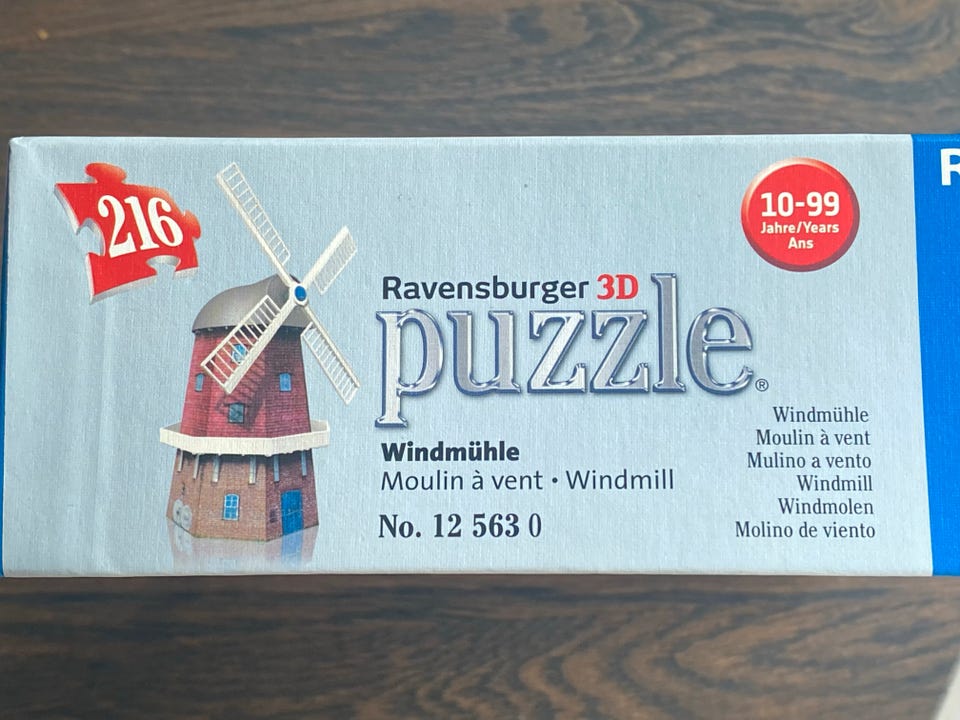 216
10-99
Jahre/Years
Ans
Ravensburger 3D
puzzle®
Windmühle
Moulin à vent • Windmill
No. 12 563 0
Windmühle
Moulin à vent
Mulino a vento
Windmill
Windmolen
Molino de viento
R